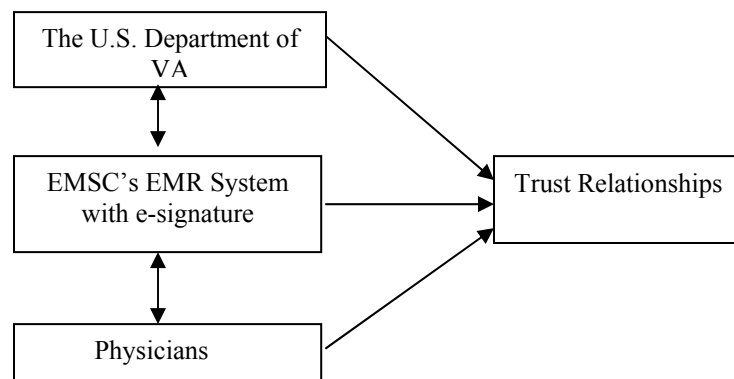 The U.S. Department of
VA
EMSC’s EMR System
with e-signature
Trust Relationships
Physicians